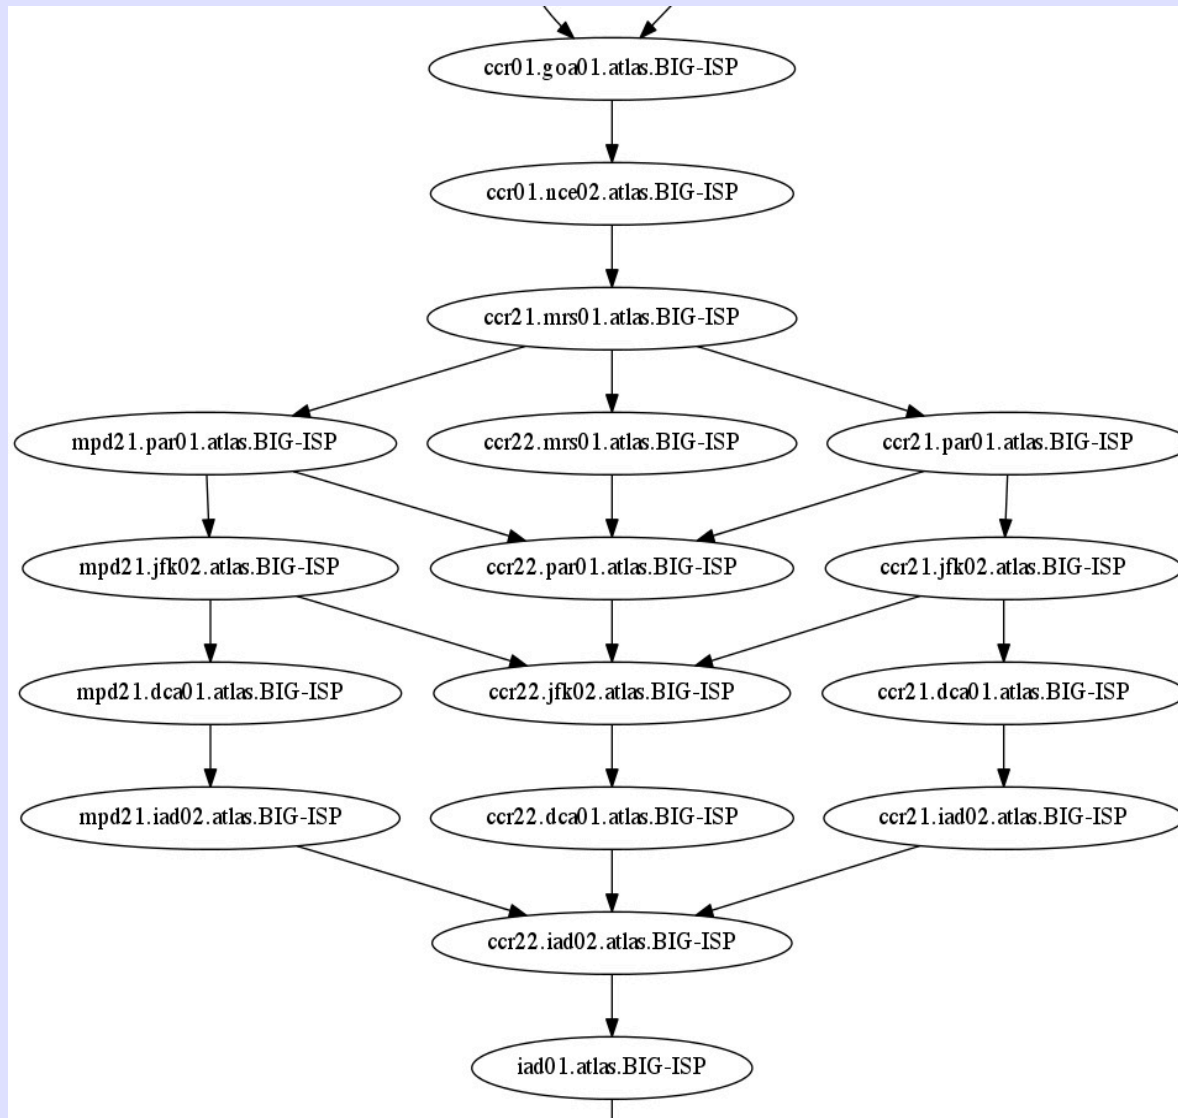 ccr01.goa01.atlas.BIG-ISP
ccr01.nce02.atlas.BIG-ISP
ccr21.mrs01.atlas.BIG-ISP
mpd21.par01.atlas.BIG-ISP
ccr22.mrs01.atlas.BIG-ISP
ccr21.par01.atlas.BIG-ISP
mpd21.jfk02.atlas.BIG-ISP
ccr22.par01.atlas.BIG-ISP
ccr21.jfk02.atlas.BIG-ISP
mpd21.dca01.atlas.BIG-ISP
ccr22.jfk02.atlas.BIG-ISP
ccr21.dca01.atlas.BIG-ISP
mpd21.iad02.atlas.BIG-ISP
ccr22.dca01.atlas.BIG-ISP
ccr21.iad02.atlas.BIG-ISP
ccr22.iad02.atlas.BIG-ISP
iad01.atlas.BIG-ISP